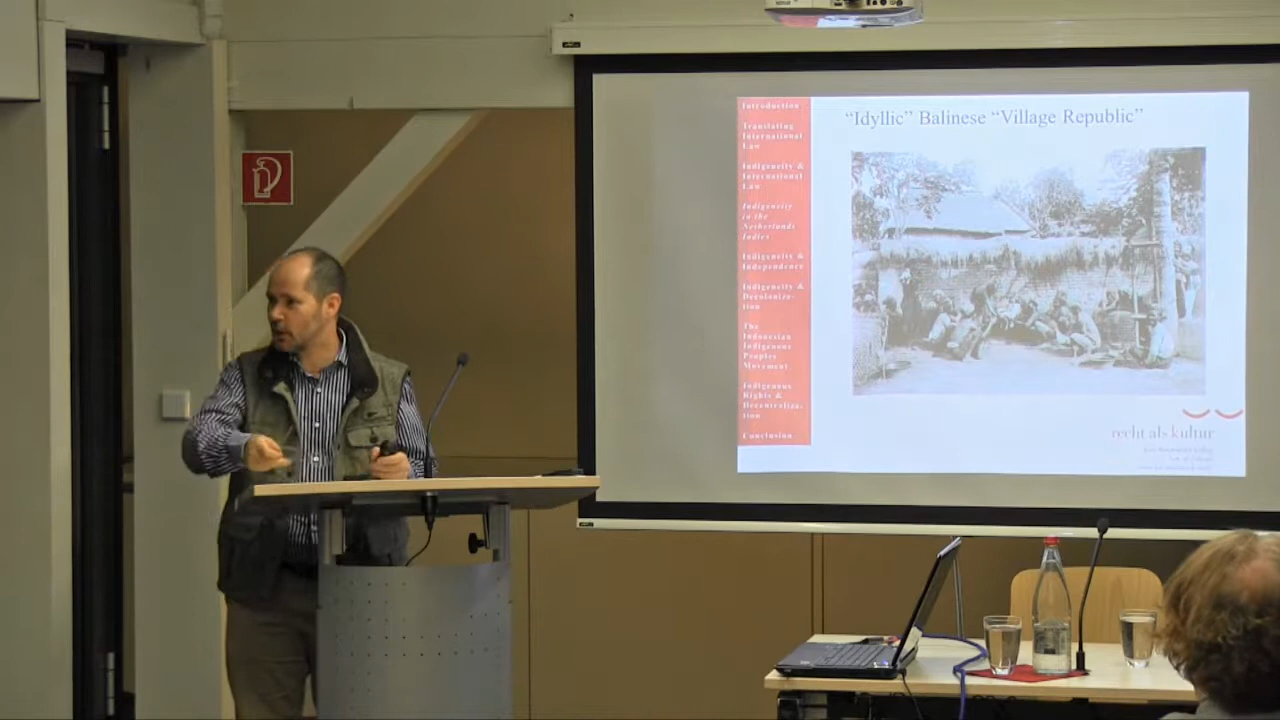 Introduction
Translating
International
Law
Indigeneity &
International
Law
Indigeneity
in the
Netherlands
Indies
Indigeneity &
Independence
Indigeneity &
Decoloniza-
tion
The
Indonesian
Indigenous
Peoples
Movement
Indigenous
Rights &
Decentraliza-
tion
Conclusion
"Idyllic" Balinese "Village Republic"
recht als kultur